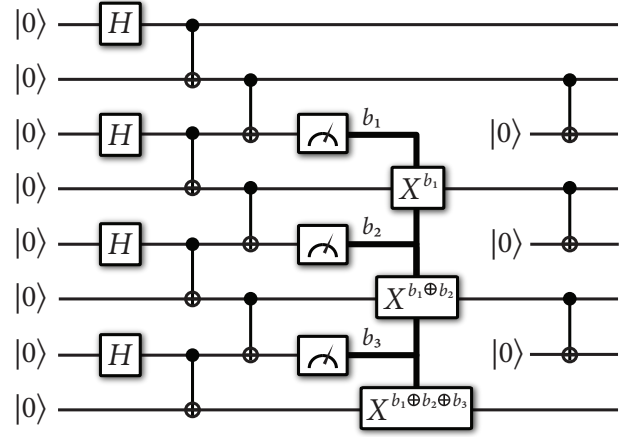 |0⟩ H
|0⟩
|0⟩ H b₁ |0⟩
|0⟩ X^{b₁}
|0⟩ H b₂ |0⟩
|0⟩ X^{b₁⊕b₂}
|0⟩ H b₃ |0⟩
|0⟩ X^{b₁⊕b₂⊕b₃}